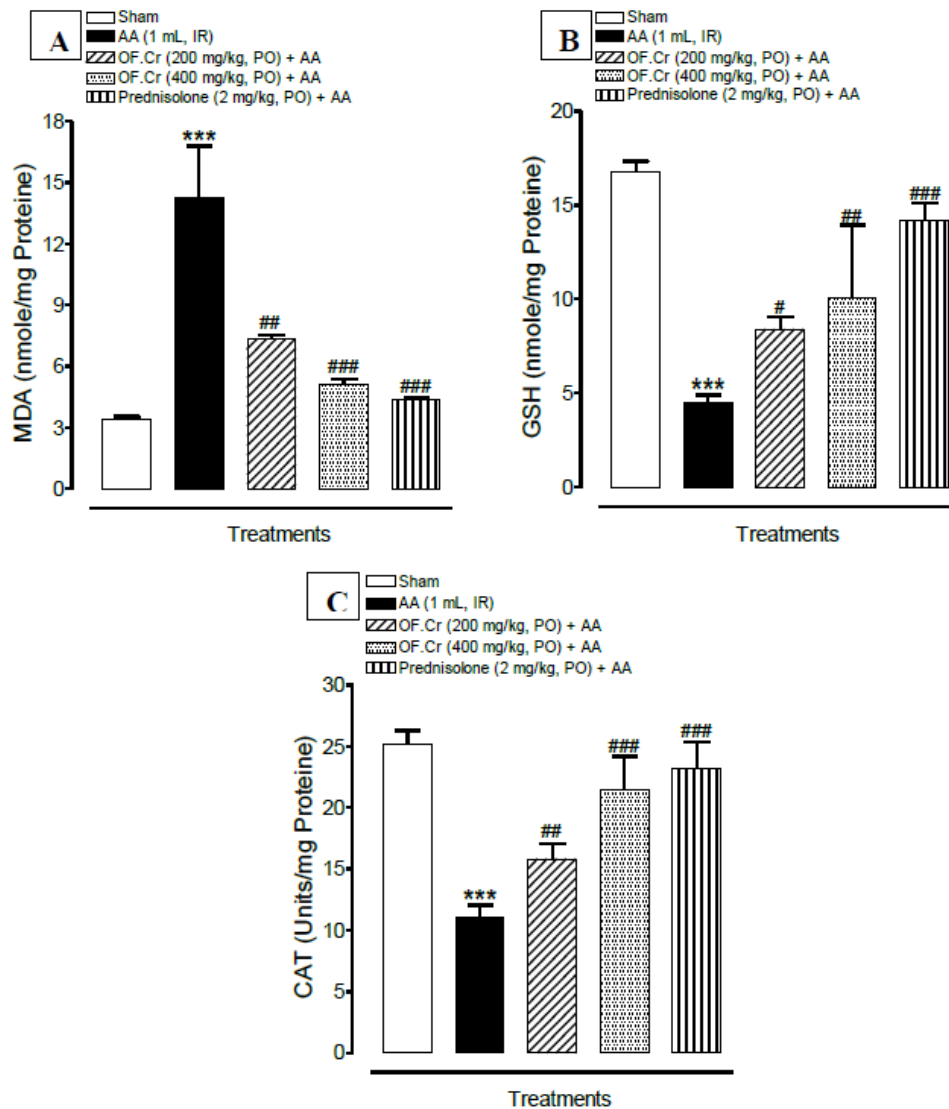 A
Sham
AA (1 mL, IR)
OF.Cr (200 mg/kg, PO) + AA
OF.Cr (400 mg/kg, PO) + AA
Prednisolone (2 mg/kg, PO) + AA
MDA (nmole/mg Proteine)
18
15
12
9
6
3
0
***
##
###
###
Treatments
B
Sham
AA (1 mL, IR)
OF.Cr (200 mg/kg, PO) + AA
OF.Cr (400 mg/kg, PO) + AA
Prednisolone (2 mg/kg, PO) + AA
GSH (nmole/mg Proteine)
20
15
10
5
0
***
#
##
###
Treatments
C
Sham
AA (1 mL, IR)
OF.Cr (200 mg/kg, PO) + AA
OF.Cr (400 mg/kg, PO) + AA
Prednisolone (2 mg/kg, PO) + AA
CAT (Units/mg Proteine)
30
25
20
15
10
5
0
***
##
###
###
Treatments